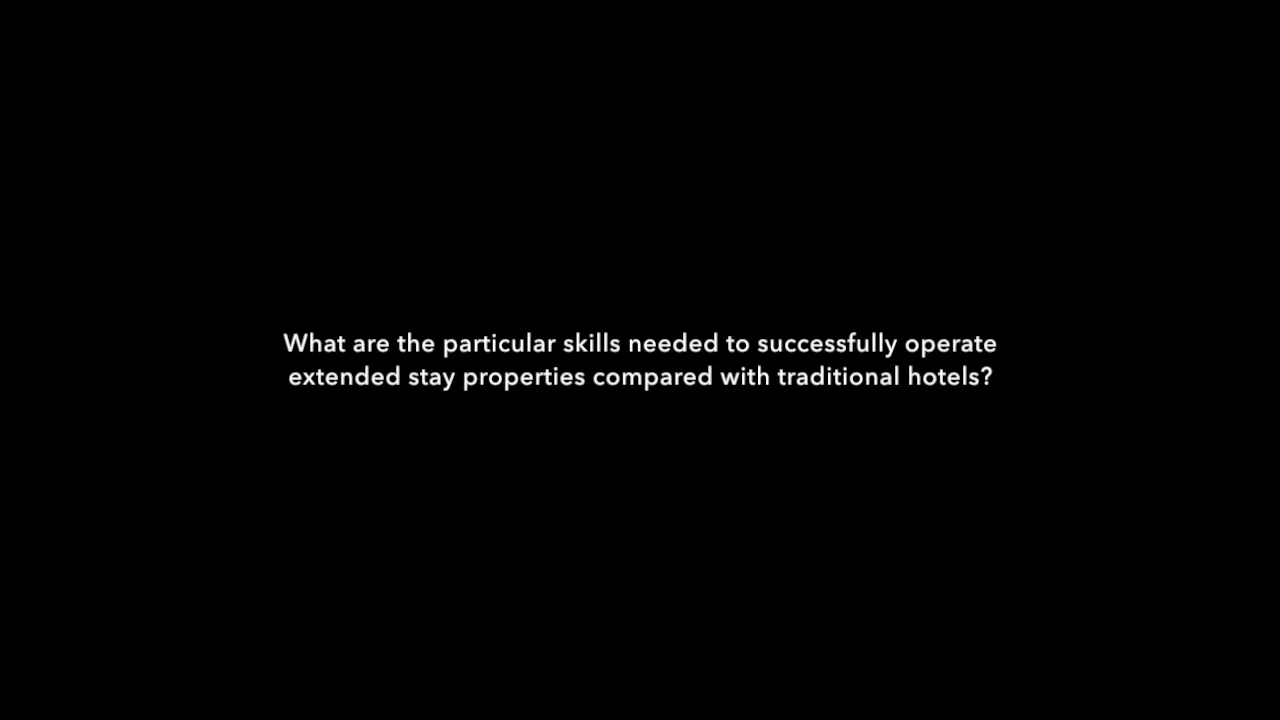 What are the particular skills needed to successfully operate
extended stay properties compared with traditional hotels?